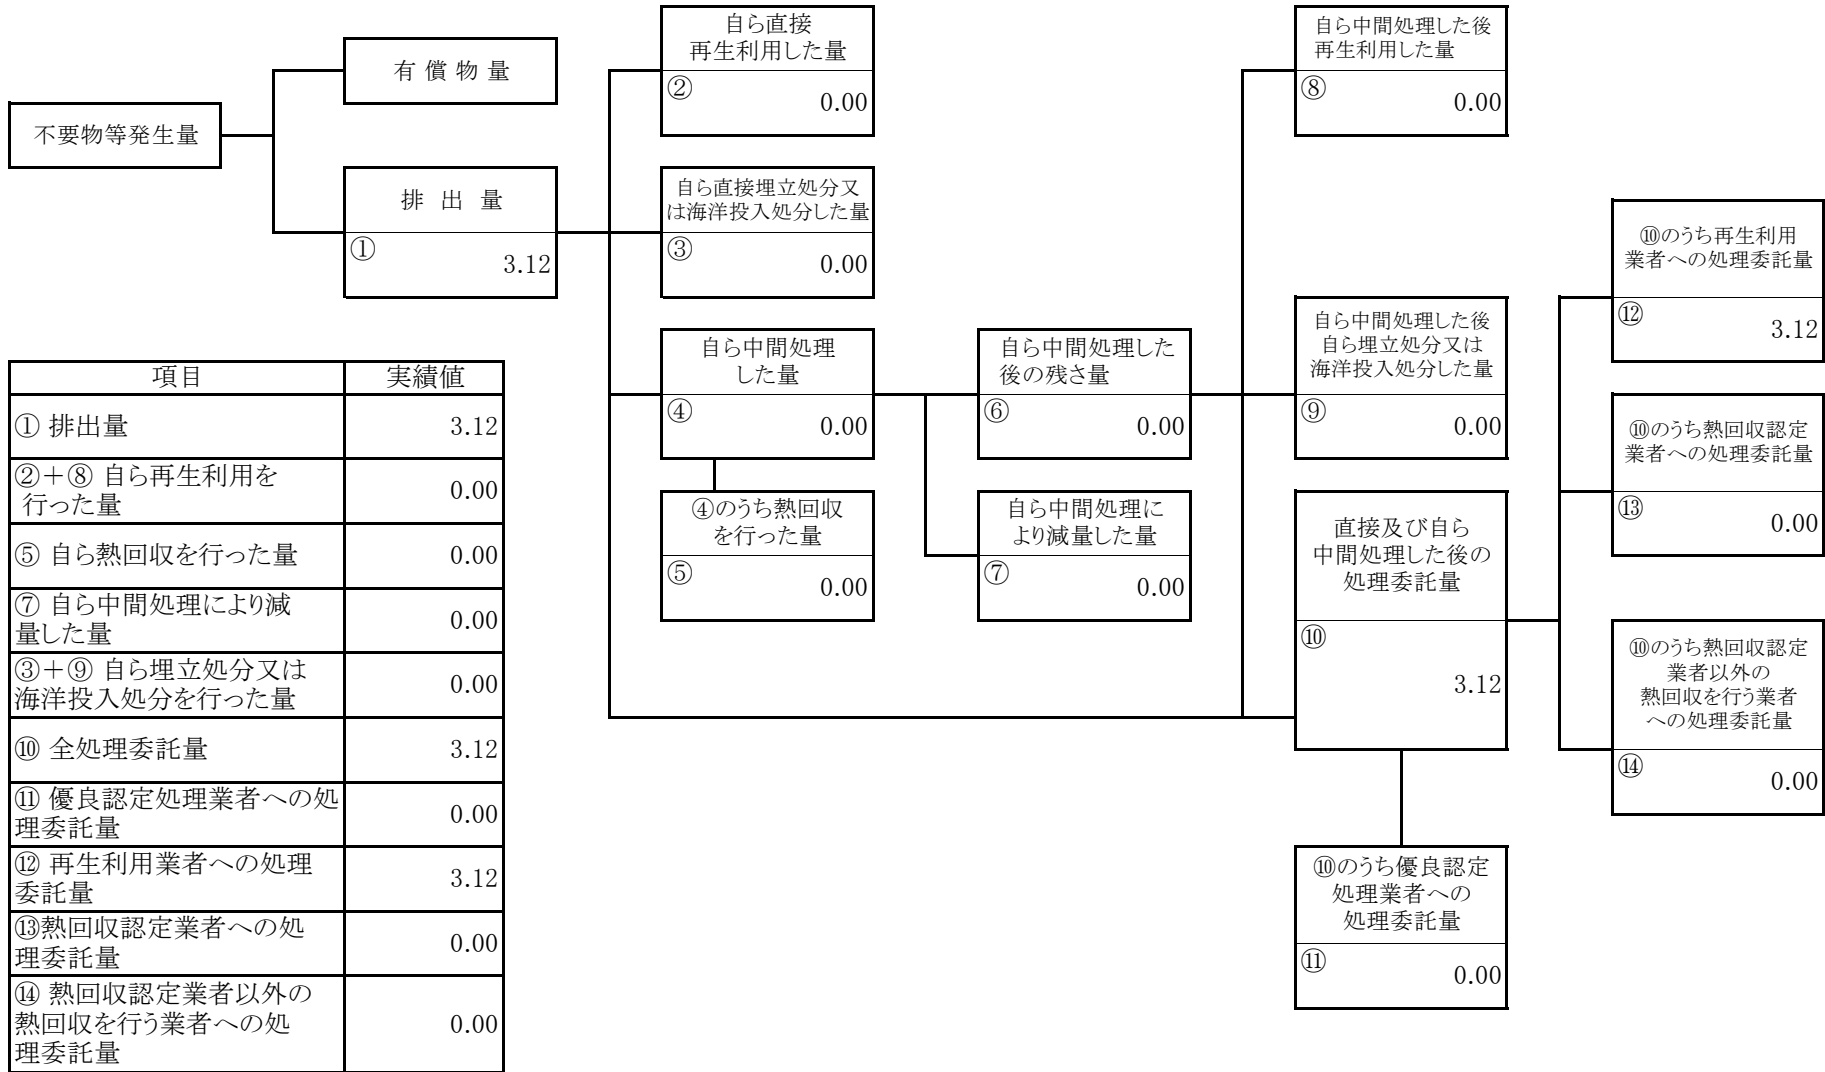 不要物等発生量
有 償 物 量
排 出 量
①
3.12
自ら直接
再生利用した量
②
0.00
自ら直接埋立処分又
は海洋投入処分した量
③
0.00
自ら中間処理
した量
④
0.00
④のうち熱回収
を行った量
⑤
0.00
自ら中間処理した
後の残さ量
⑥
0.00
自ら中間処理に
より減量した量
⑦
0.00
自ら中間処理した後
再生利用した量
⑧
0.00
自ら中間処理した後
自ら埋立処分又は
海洋投入処分した量
⑨
0.00
直接及び自ら
中間処理した後の
処理委託量
⑩
3.12
⑩のうち優良認定
処理業者への
処理委託量
⑪
0.00
⑩のうち再生利用
業者への処理委託量
⑫
3.12
⑩のうち熱回収認定
業者への処理委託量
⑬
0.00
⑩のうち熱回収認定
業者以外の
熱回収を行う業者
への処理委託量
⑭
0.00
項目 実績値
① 排出量 3.12
②＋⑧ 自ら再生利用を
行った量 0.00
⑤ 自ら熱回収を行った量 0.00
⑦ 自ら中間処理により減
量した量 0.00
③＋⑨ 自ら埋立処分又は
海洋投入処分を行った量 0.00
⑩ 全処理委託量 3.12
⑪ 優良認定処理業者への処
理委託量 0.00
⑫ 再生利用業者への処理
委託量 3.12
⑬熱回収認定業者への処
理委託量 0.00
⑭ 熱回収認定業者以外の
熱回収を行う業者への処
理委託量 0.00